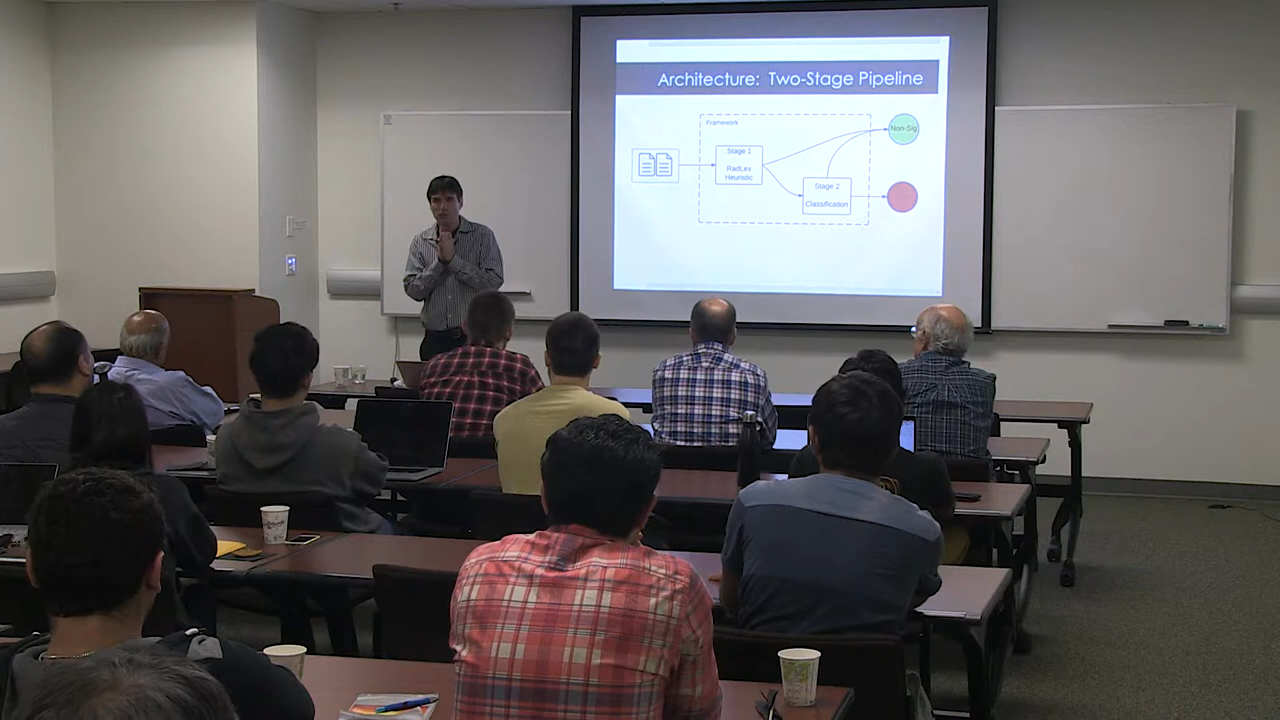 Architecture: Two-Stage Pipeline
Framework
Stage 1
RadLex
Heuristic
Non-Sig
Stage 2
Classification